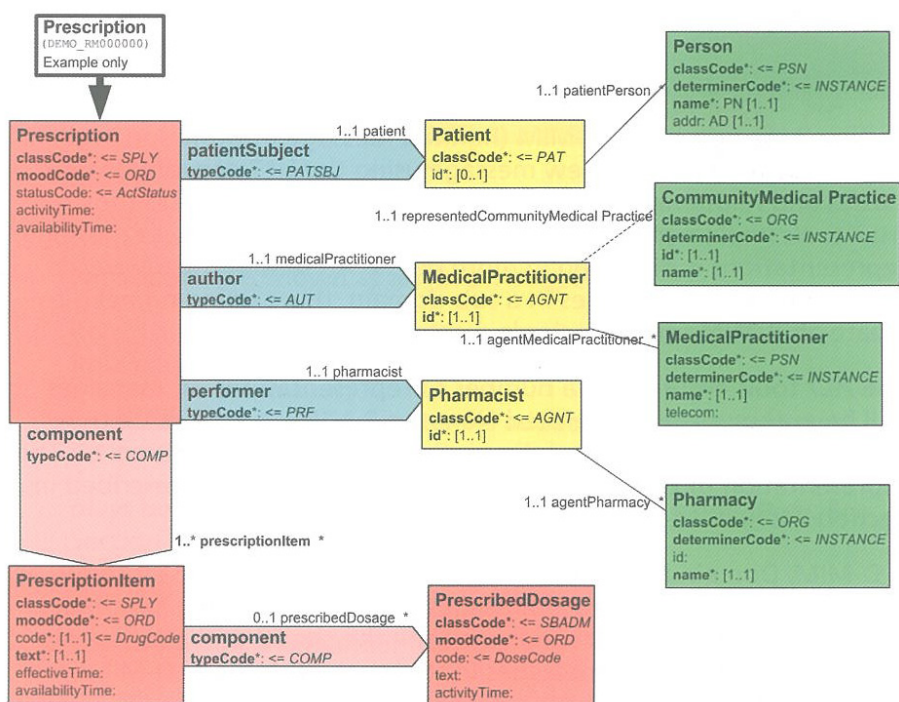 Prescription
(DEMO_RM000000)
Example only
Prescription
classCode*: <= SPLY
moodCode*: <= ORD
statusCode: <= ActStatus
activityTime:
availabilityTime:
1..1 patient
patientSubject
typeCode*: <= PATSBJ
Patient
classCode*: <= PAT
id*: [0..1]
1..1 patientPerson *
Person
classCode*: <= PSN
determinerCode*: <= INSTANCE
name*: PN [1..1]
addr: AD [1..1]
1..1 medicalPractitioner
author
typeCode*: <= AUT
MedicalPractitioner
classCode*: <= AGNT
id*: [1..1]
1..1 representedCommunityMedical Practice
CommunityMedical Practice
classCode*: <= ORG
determinerCode*: <= INSTANCE
id*: [1..1]
name*: [1..1]
1..1 agentMedicalPractitioner *
MedicalPractitioner
classCode*: <= PSN
determinerCode*: <= INSTANCE
name*: [1..1]
telecom:
1..1 pharmacist
performer
typeCode*: <= PRF
Pharmacist
classCode*: <= AGNT
id*: [1..1]
1..1 agentPharmacy *
Pharmacy
classCode*: <= ORG
determinerCode*: <= INSTANCE
id:
name*: [1..1]
component
typeCode*: <= COMP
1..* prescriptionItem *
PrescriptionItem
classCode*: <= SPLY
moodCode*: <= ORD
code*: [1..1] <= DrugCode
text*: [1..1]
effectiveTime:
availabilityTime:
0..1 prescribedDosage *
component
typeCode*: <= COMP
PrescribedDosage
classCode*: <= SBADM
moodCode*: <= ORD
code: <= DoseCode
text:
activityTime: